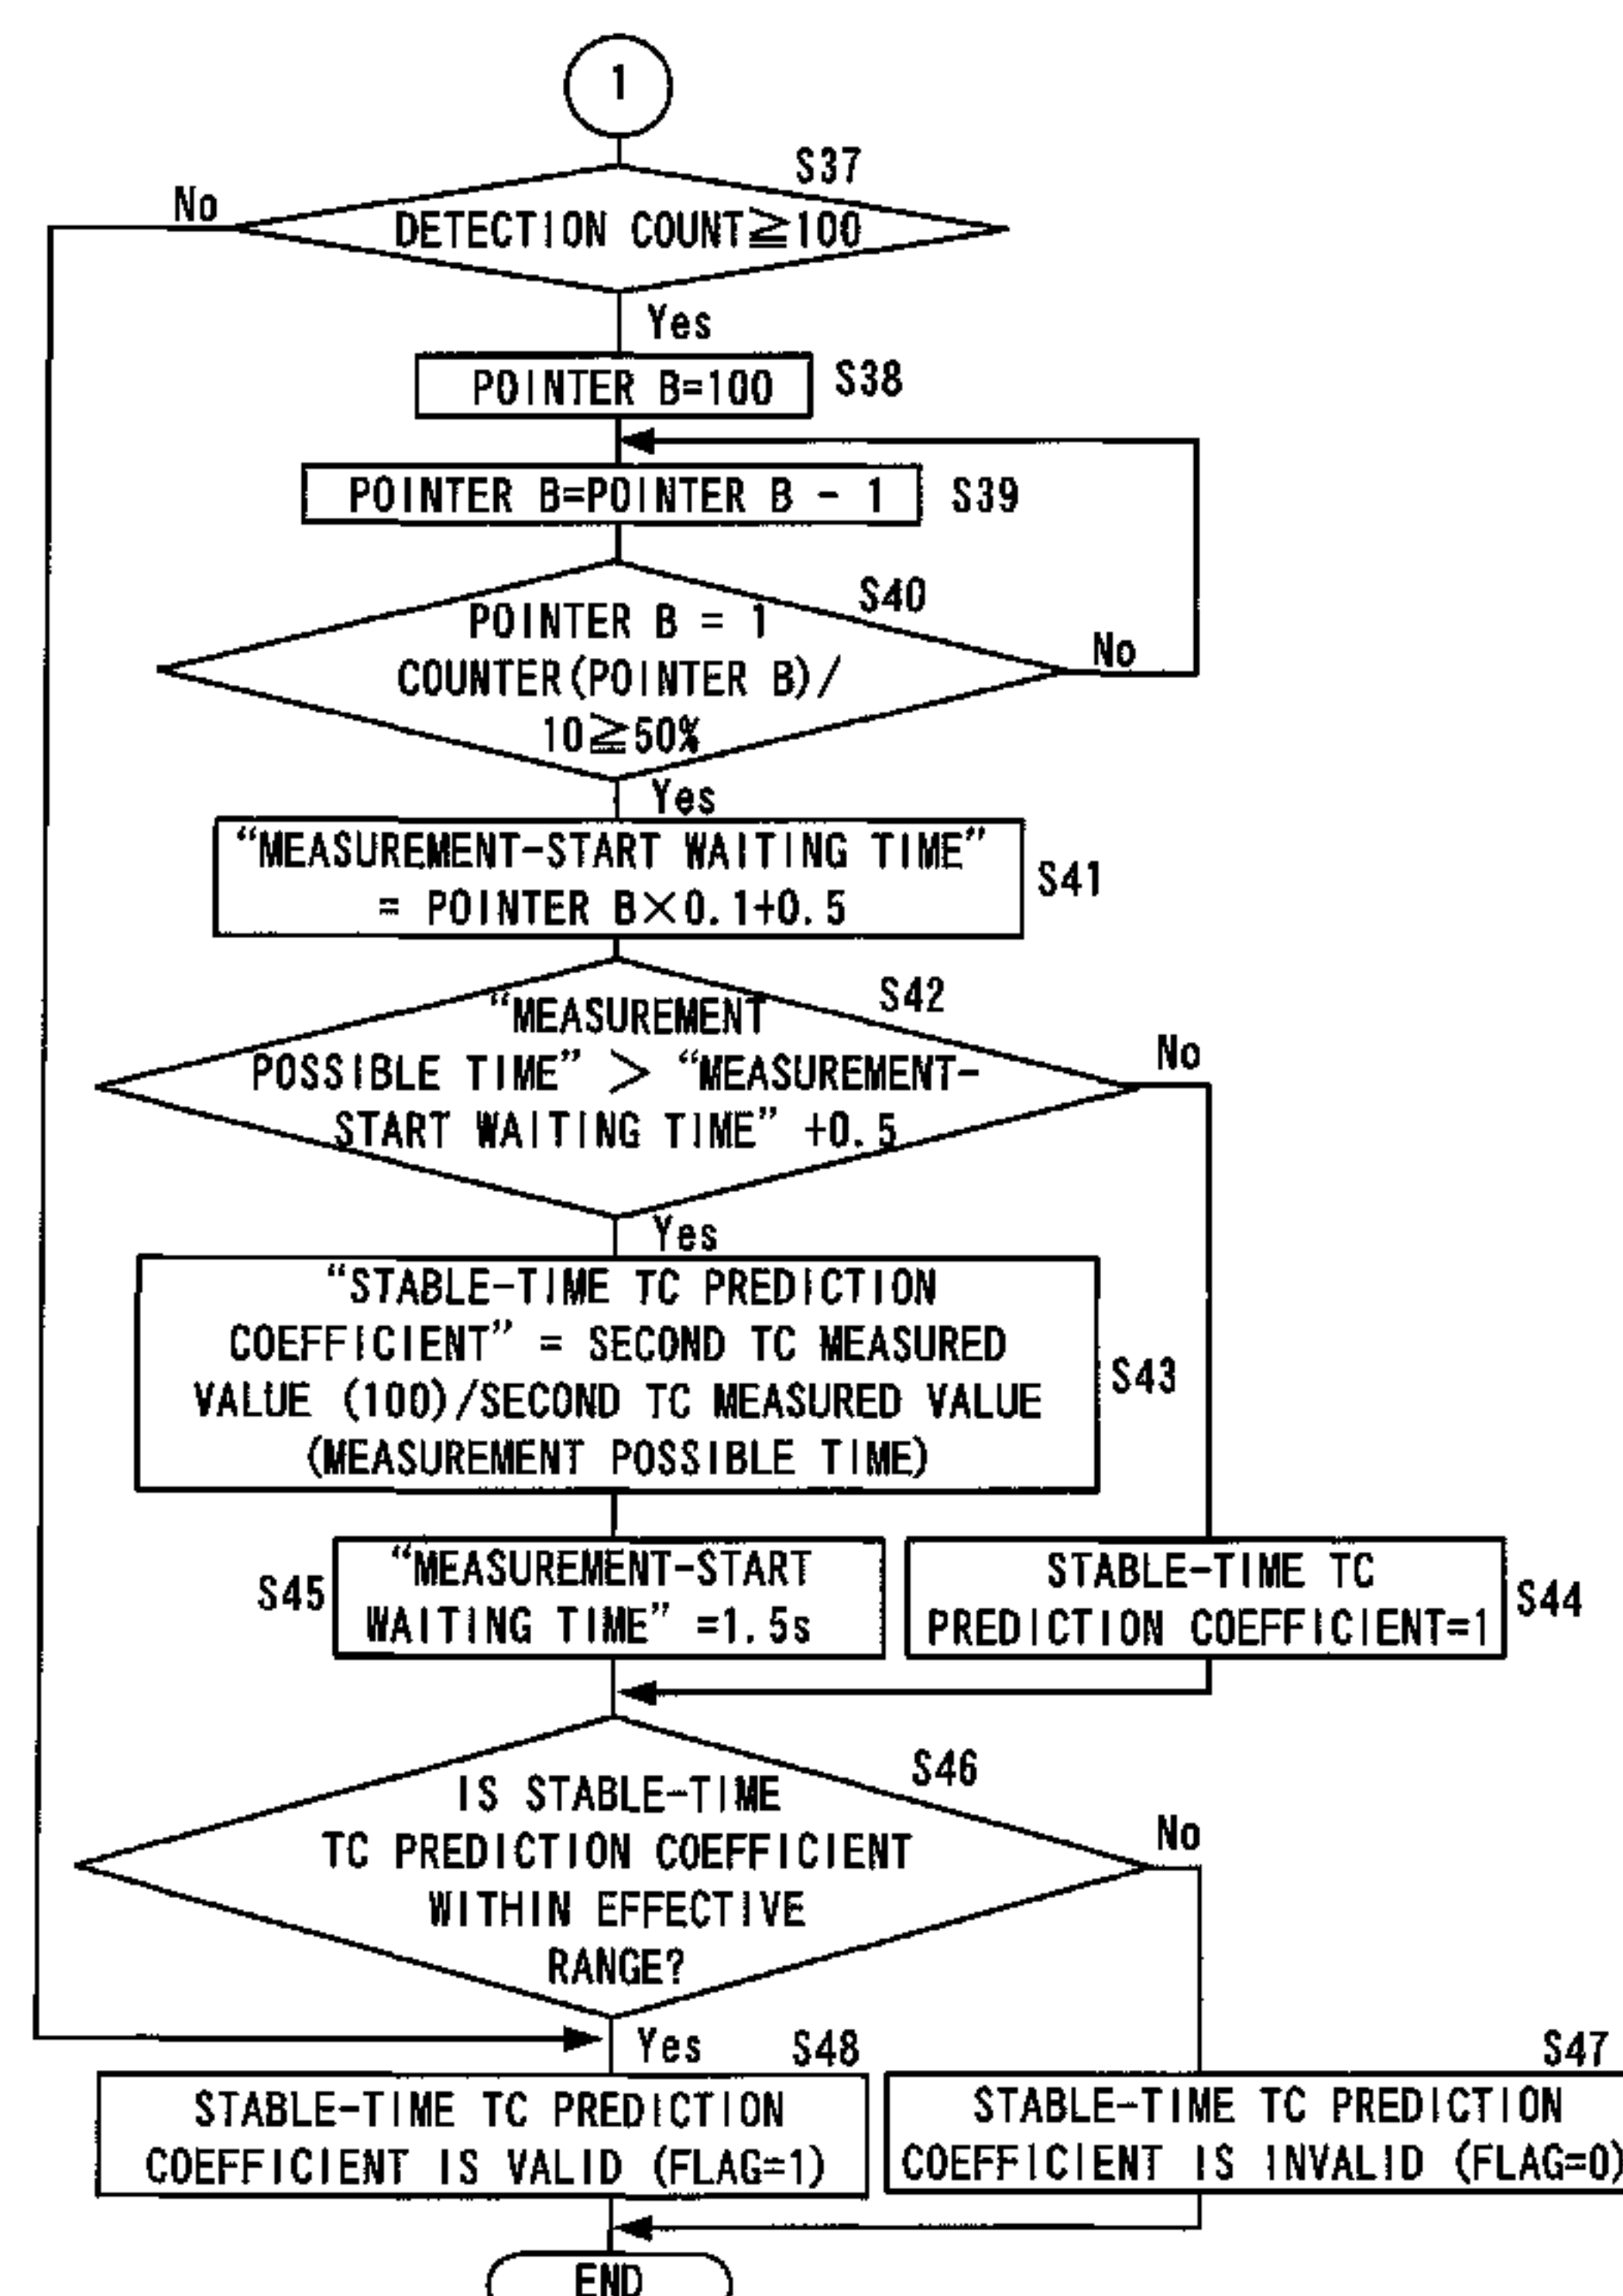 1
S37
No
DETECTION COUNT≧100
Yes
POINTER B=100
S38
POINTER B=POINTER B - 1
S39
S40
POINTER B = 1
No
COUNTER(POINTER B)/
10≧50%
Yes
"MEASUREMENT-START WAITING TIME"
= POINTER B×0.1+0.5
S41
S42
"MEASUREMENT
No
POSSIBLE TIME" > "MEASUREMENT-
START WAITING TIME" +0.5
Yes
"STABLE-TIME TC PREDICTION
COEFFICIENT" = SECOND TC MEASURED
VALUE (100)/SECOND TC MEASURED VALUE
(MEASUREMENT POSSIBLE TIME)
S43
S45
"MEASUREMENT-START
WAITING TIME" =1.5s
STABLE-TIME TC
PREDICTION COEFFICIENT=1
S44
S46
IS STABLE-TIME
TC PREDICTION COEFFICIENT
WITHIN EFFECTIVE
RANGE?
No
Yes
S48
STABLE-TIME TC PREDICTION
COEFFICIENT IS VALID (FLAG=1)
S47
STABLE-TIME TC PREDICTION
COEFFICIENT IS INVALID (FLAG=0)
END